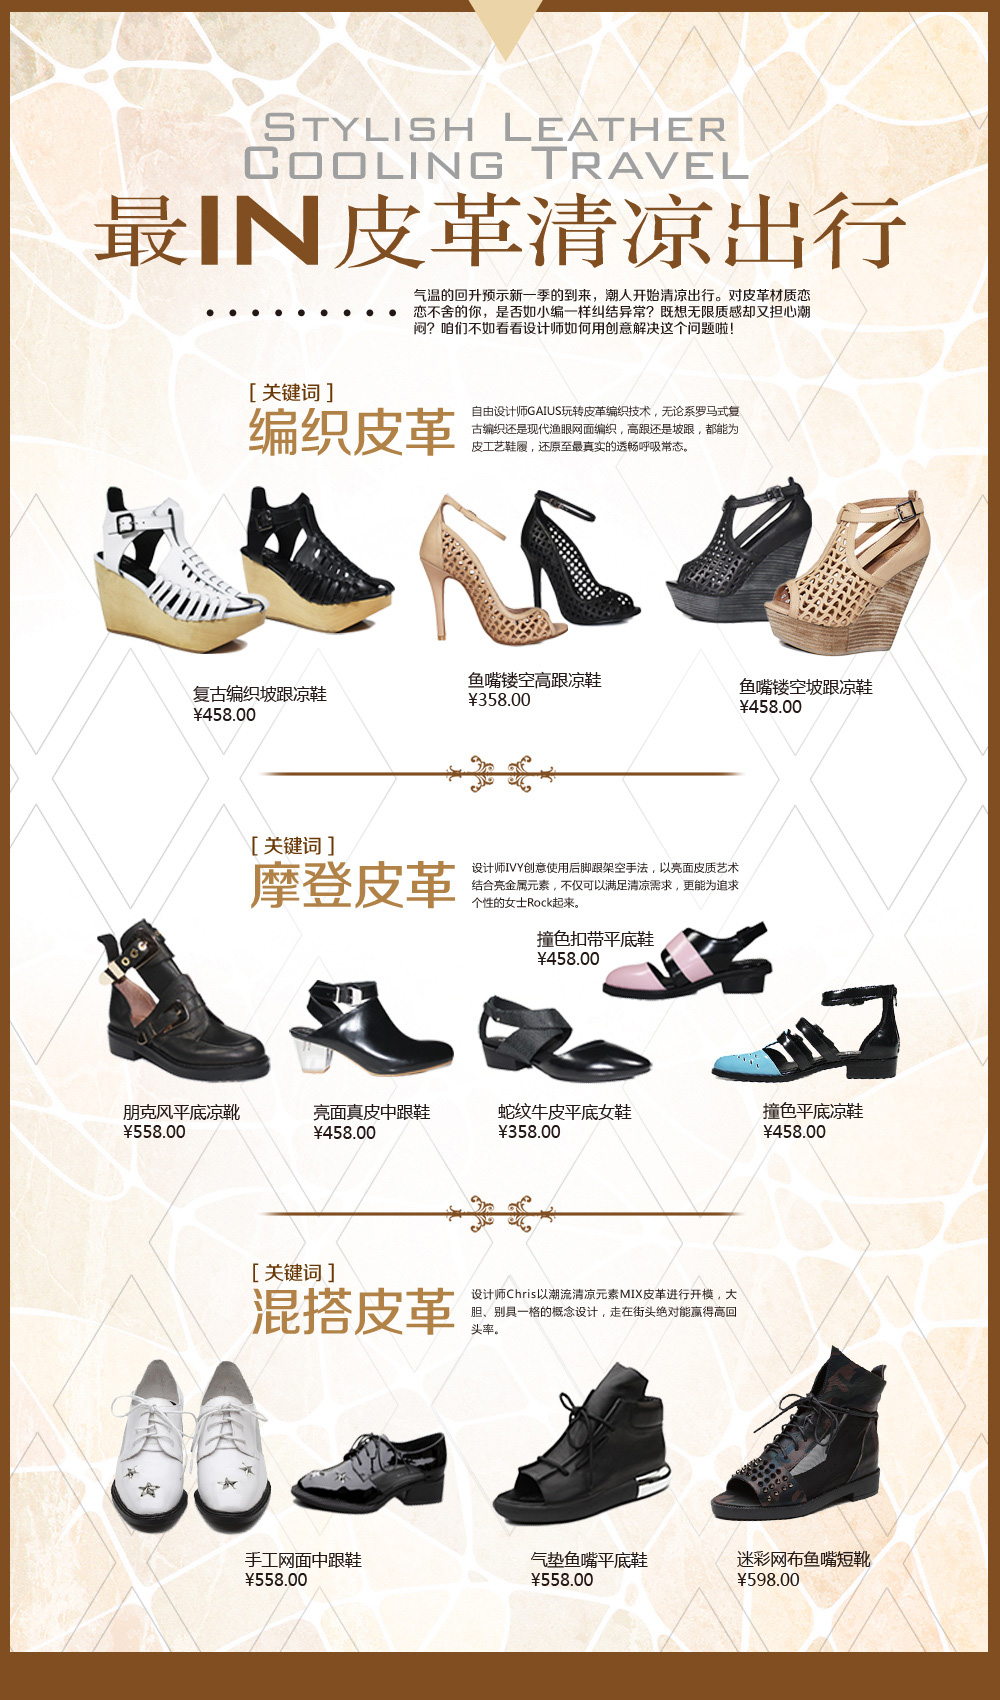 STYLISH LEATHER
COOLING TRAVEL
最IN皮革清凉出行
气温的回升预示新一季的到来，潮人开始清凉出行。对皮革材质恋
恋不舍的你，是否如小编一样纠结异常？既想无限质感却又担心潮
闷？咱们不如看看设计师如何用创意解决这个问题啦！
[ 关键词 ]
编织皮革
自由设计师GAIUS玩转皮革编织技术，无论系罗马式复
古编织还是现代渔眼网面编织，高跟还是坡跟，都能为
皮工艺鞋履，还原至最真实的透畅呼吸常态。
复古编织坡跟凉鞋
¥458.00
鱼嘴镂空高跟凉鞋
¥358.00
鱼嘴镂空坡跟凉鞋
¥458.00
[ 关键词 ]
摩登皮革
设计师IVY创意使用后脚跟架空手法，以亮面皮质艺术
结合亮金属元素，不仅可以满足清凉需求，更能为追求
个性的女士Rock起来。
撞色扣带平底鞋
¥458.00
朋克风平底凉靴
¥558.00
亮面真皮中跟鞋
¥458.00
蛇纹牛皮平底女鞋
¥358.00
撞色平底凉鞋
¥458.00
[ 关键词 ]
混搭皮革
设计师Chris以潮流清凉元素MIX皮革进行开模，大
胆、别具一格的概念设计，走在街头绝对能赢得高回
头率。
手工网面中跟鞋
¥558.00
气垫鱼嘴平底鞋
¥558.00
迷彩网布鱼嘴短靴
¥598.00